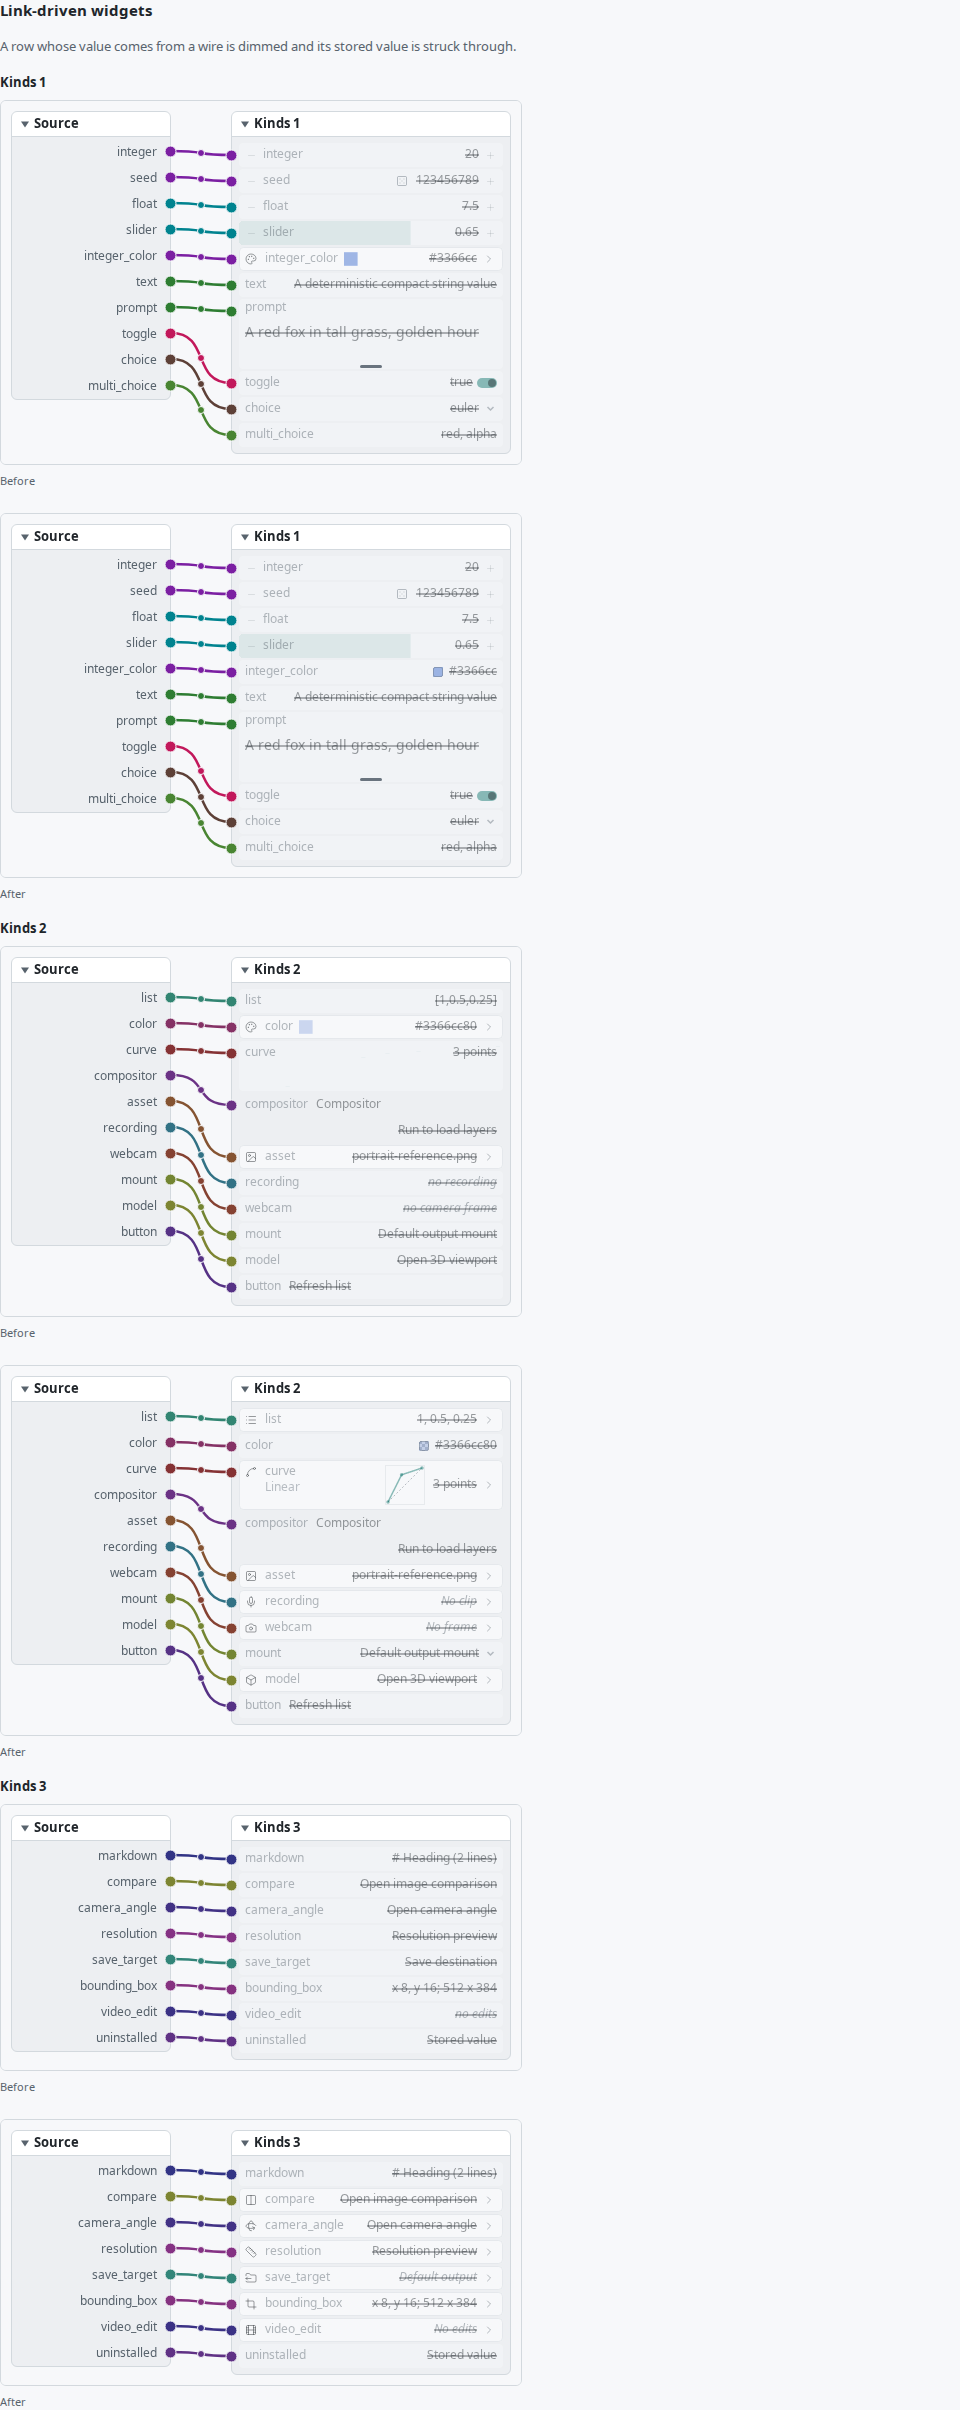 Link-driven widgets
A row whose value comes from a wire is dimmed and its stored value is struck through.
Kinds 1
Source
Kinds 1
integer
integer 20
seed
seed 123456789
float
float 7.5
slider
slider 0.65
integer_color
integer_color #3366cc
text
text A deterministic compact string value
prompt
prompt
A red fox in tall grass, golden hour
toggle
choice
multi_choice
toggle true
choice euler
multi_choice red, alpha
Before
Source
Kinds 1
integer
integer 20
seed
seed 123456789
float
float 7.5
slider
slider 0.65
integer_color
integer_color #3366cc
text
text A deterministic compact string value
prompt
prompt
A red fox in tall grass, golden hour
toggle
choice
multi_choice
toggle true
choice euler
multi_choice red, alpha
After
Kinds 2
Source
Kinds 2
list
color
curve
compositor
asset
recording
webcam
mount
model
button
list [1,0.5,0.25]
color #3366cc80
curve 3 points
compositor Compositor
Run to load layers
asset portrait-reference.png
recording no recording
webcam no camera frame
mount Default output mount
model Open 3D viewport
button Refresh list
Before
Source
Kinds 2
list
color
curve
compositor
asset
recording
webcam
mount
model
button
list 1, 0.5, 0.25
color #3366cc80
curve
Linear
3 points
compositor Compositor
Run to load layers
asset portrait-reference.png
recording No clip
webcam No frame
mount Default output mount
model Open 3D viewport
button Refresh list
After
Kinds 3
Source
Kinds 3
markdown
compare
camera_angle
resolution
save_target
bounding_box
video_edit
uninstalled
markdown # Heading (2 lines)
compare Open image comparison
camera_angle Open camera angle
resolution Resolution preview
save_target Save destination
bounding_box x 8, y 16; 512 x 384
video_edit no edits
uninstalled Stored value
Before
Source
Kinds 3
markdown
compare
camera_angle
resolution
save_target
bounding_box
video_edit
uninstalled
markdown # Heading (2 lines)
compare Open image comparison
camera_angle Open camera angle
resolution Resolution preview
save_target Default output
bounding_box x 8, y 16; 512 x 384
video_edit No edits
uninstalled Stored value
After